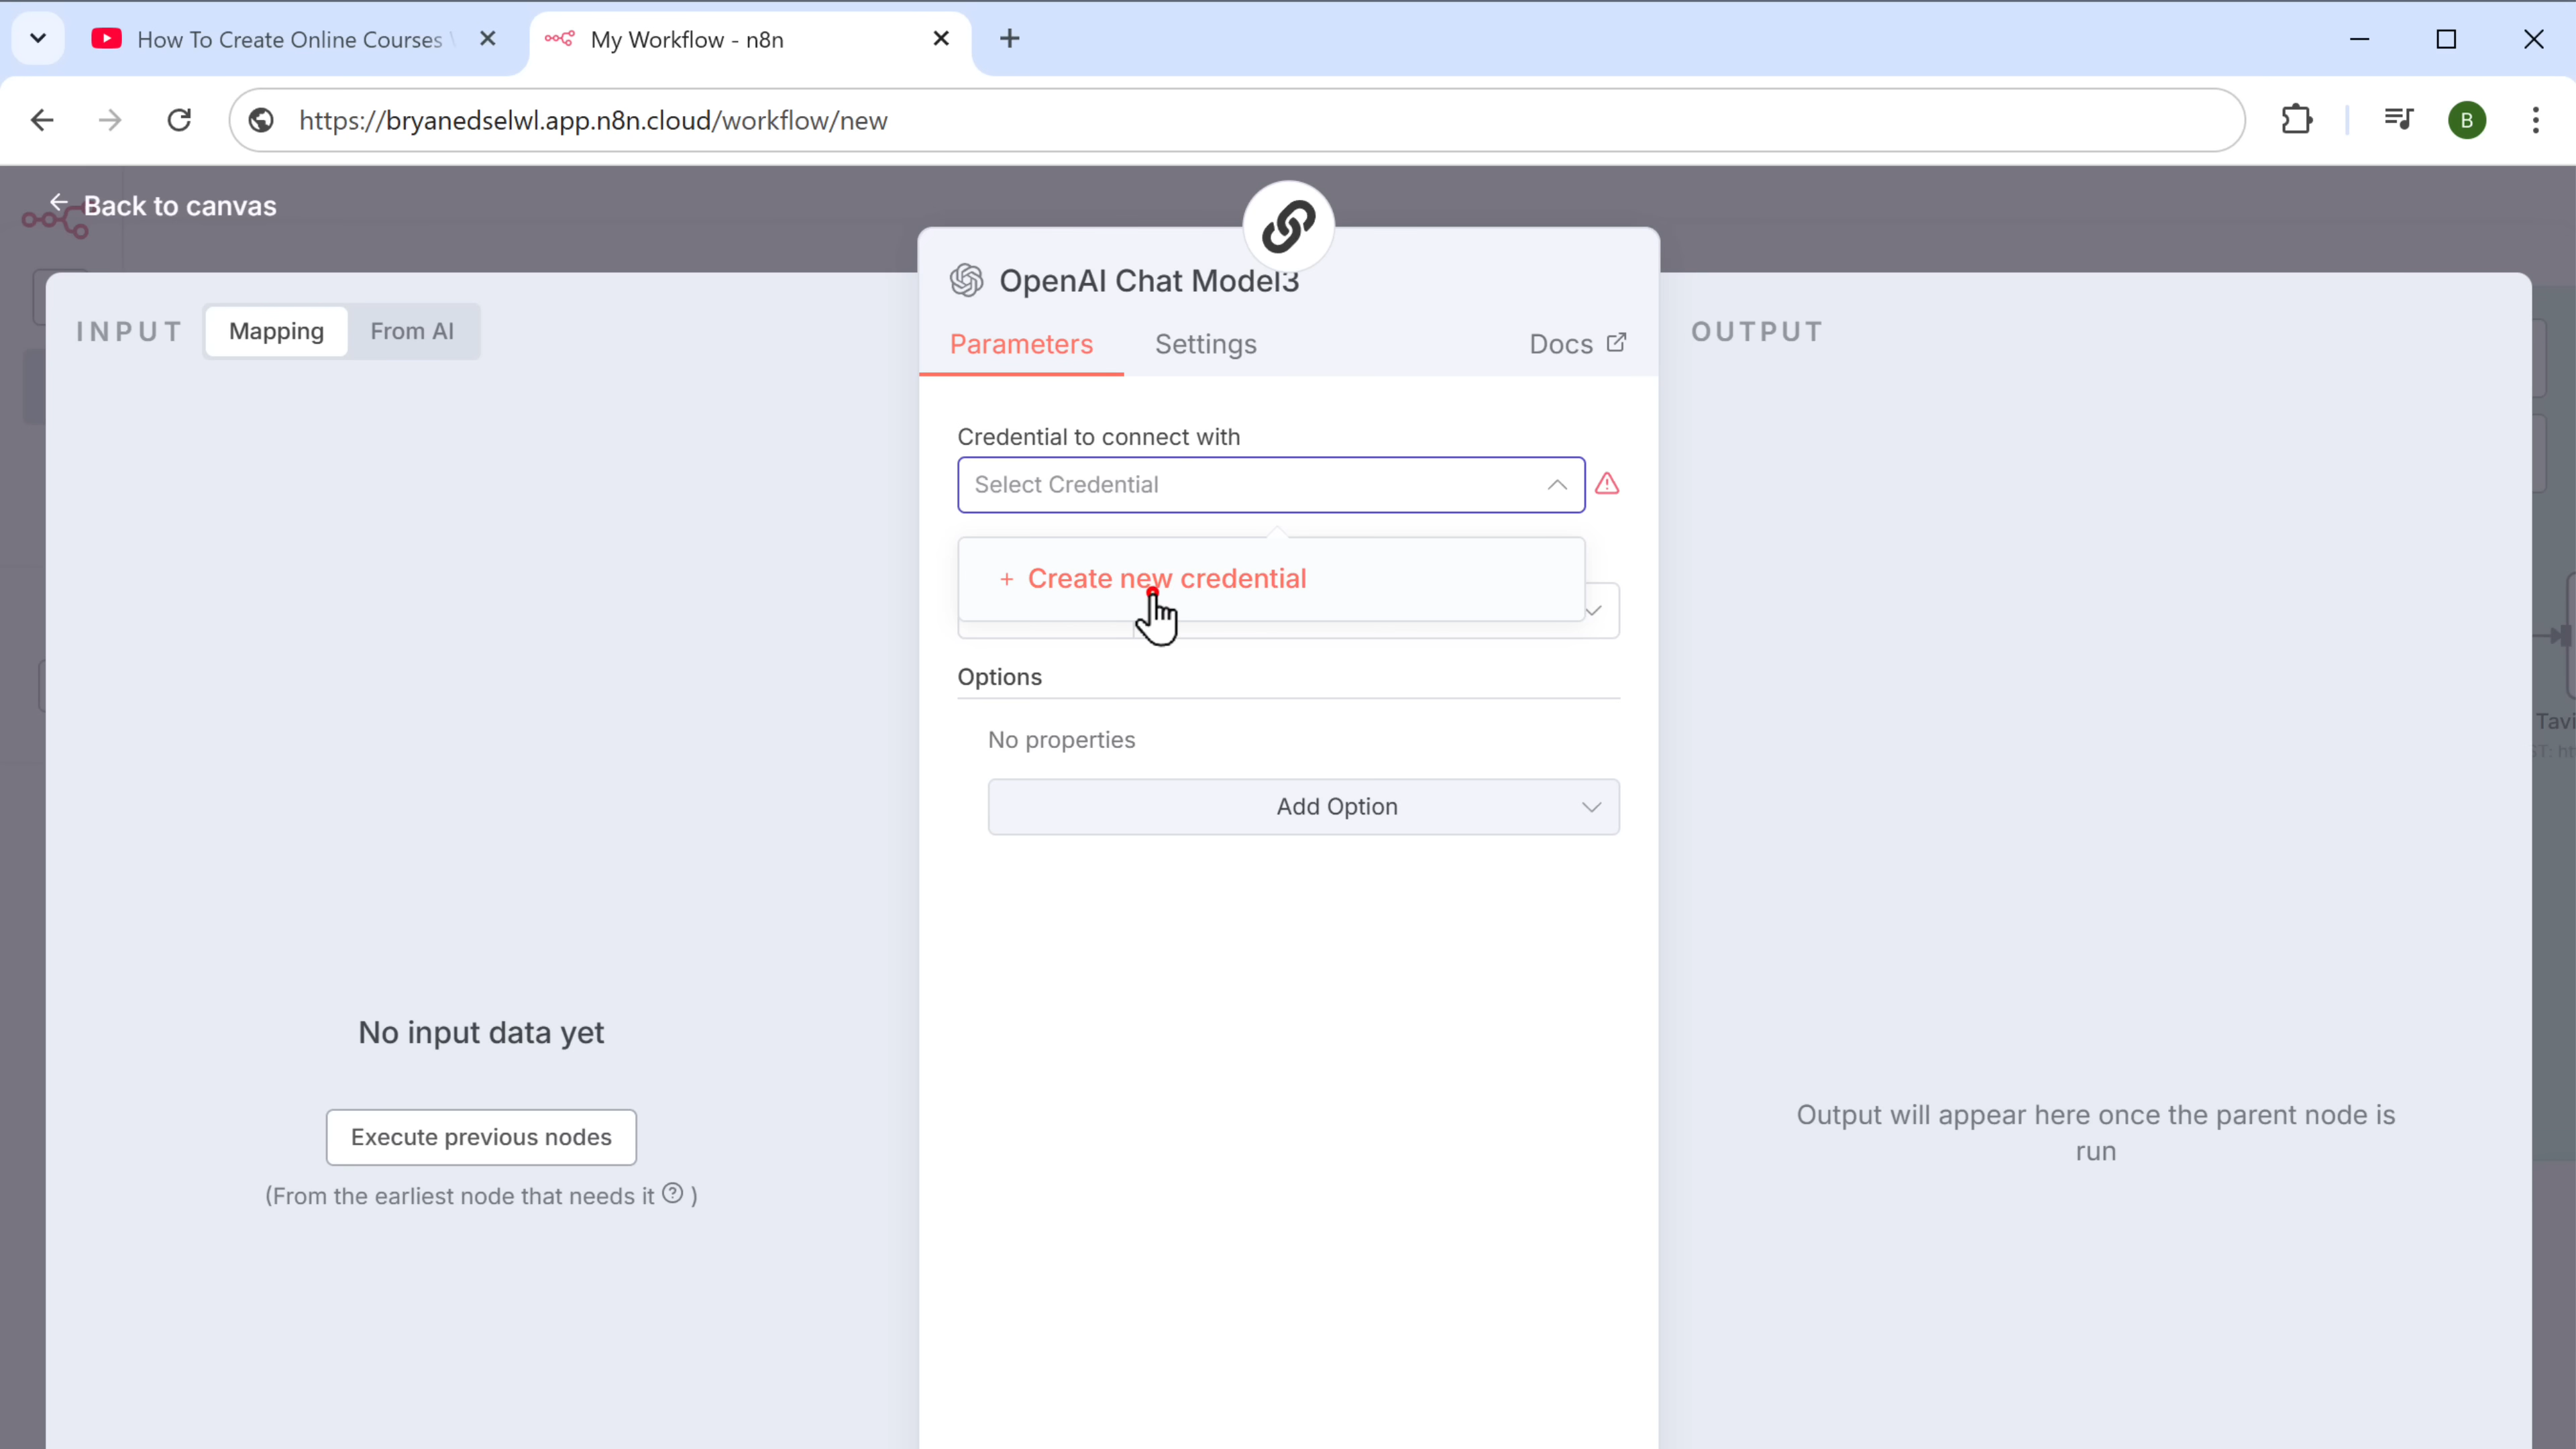 How To Create Online Courses
My Workflow - n8n
https://bryanedselwl.app.n8n.cloud/workflow/new
B
Back to canvas
OpenAI Chat Model3
INPUT
Mapping
From AI
Parameters
Settings
Docs
OUTPUT
Credential to connect with
Select Credential
+ Create new credential
Options
No properties
Add Option
Tavi
ST: ht
No input data yet
Execute previous nodes
(From the earliest node that needs it ? )
Output will appear here once the parent node is
run